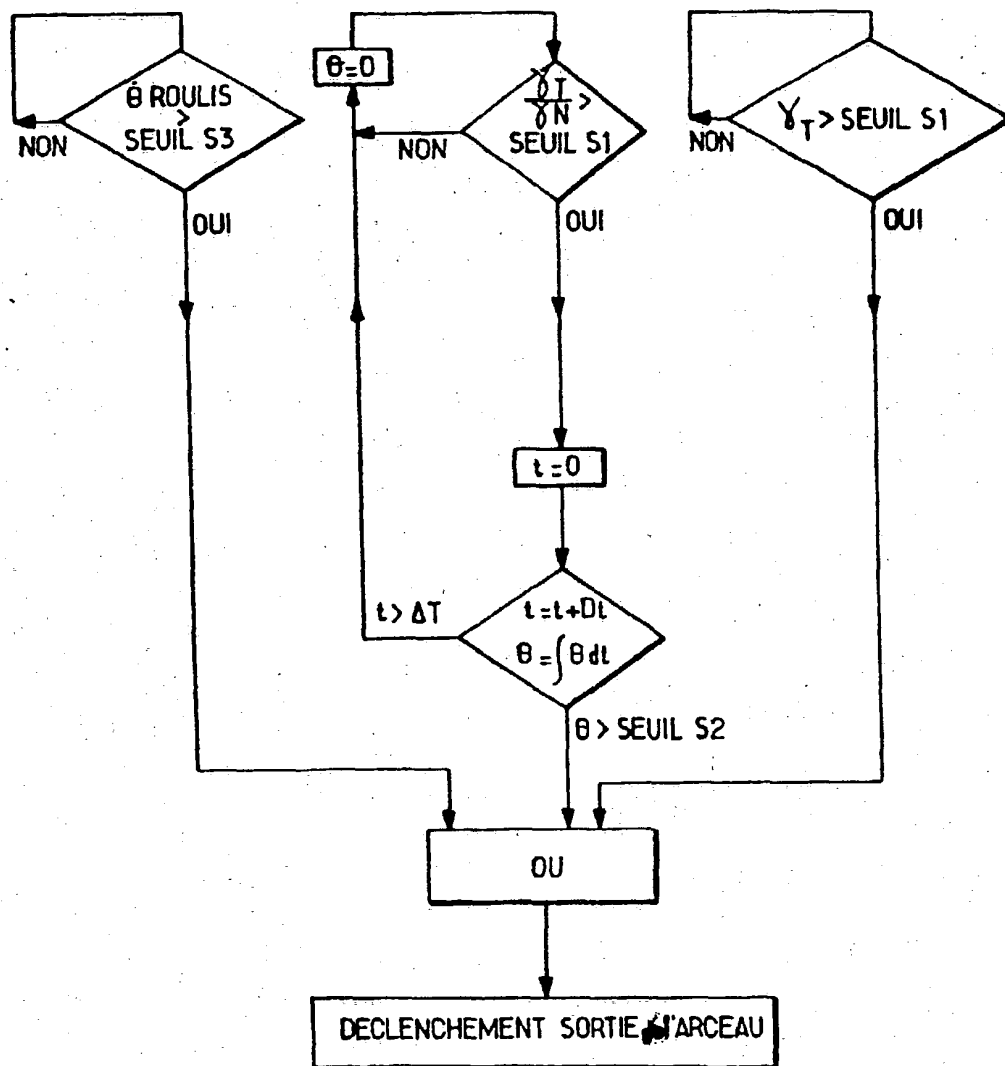 θ̇ ROULIS
>
SEUIL S3
NON
OUI
θ=0
γT
γN >
SEUIL S1
NON
OUI
γT > SEUIL S1
NON
OUI
t=0
t=t+Dt
θ=∫θdt
t>ΔT
θ> SEUIL S2
OU
DECLENCHEMENT SORTIE l'ARCEAU